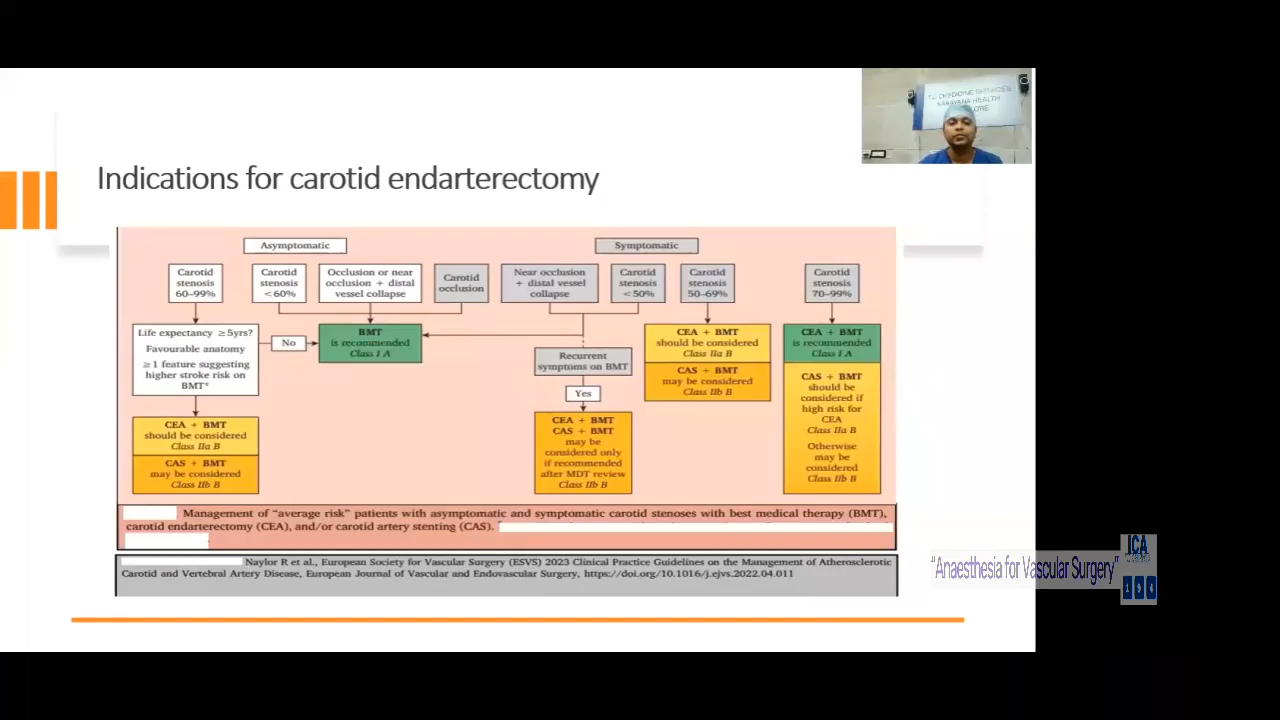 NARAYANA HEALTH
Indications for carotid endarterectomy
Asymptomatic
Symptomatic
Carotid
stenosis
60–99%
Carotid
stenosis
<60%
Occlusion or near
occlusion + distal
vessel collapse
Carotid
occlusion
Near occlusion
+ distal vessel
collapse
Carotid
stenosis
<50%
Carotid
stenosis
50–69%
Carotid
stenosis
70–99%
Life expectancy ≥5yrs?
Favourable anatomy
≥1 feature suggesting
higher stroke risk on
BMT*
No
BMT
is recommended
Class I A
Recurrent
symptoms on BMT
Yes
CEA + BMT
should be considered
Class IIa B
CAS + BMT
may be considered
Class IIb B
CEA + BMT
is recommended
Class I A
CAS + BMT
should be
considered if
high risk for
CEA
Class IIa B
Otherwise
may be
considered
Class IIb B
CEA + BMT
should be considered
Class IIa B
CAS + BMT
may be considered
Class IIb B
CEA + BMT
CAS + BMT
may be
considered only
if recommended
after MDT review
Class IIb B
Management of "average risk" patients with asymptomatic and symptomatic carotid stenoses with best medical therapy (BMT),
carotid endarterectomy (CEA), and/or carotid artery stenting (CAS).
Naylor R et al., European Society for Vascular Surgery (ESVS) 2023 Clinical Practice Guidelines on the Management of Atherosclerotic
Carotid and Vertebral Artery Disease, European Journal of Vascular and Endovascular Surgery, https://doi.org/10.1016/j.ejvs.2022.04.011
"Anaesthesia for Vascular Surgery"
ICA